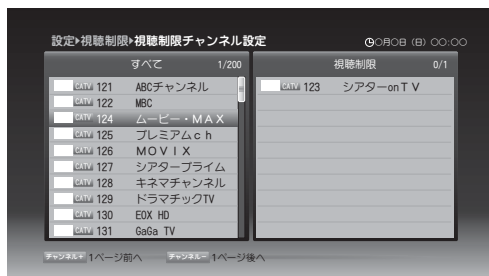 設定▸視聴制限▸視聴制限チャンネル設定 ○月○日 (日) ○○:○○
すべて 1/200
CATV 121 ABCチャンネル
CATV 122 MBC
CATV 124 ムービー・MAX
CATV 125 プレミアムch
CATV 126 MOVIX
CATV 127 シアタープライム
CATV 128 キネマチャンネル
CATV 129 ドラマチックTV
CATV 130 EOX HD
CATV 131 GaGa TV
視聴制限 0/1
CATV 123 シアターonTV
チャンネル+ 1ページ前へ チャンネル− 1ページ後へ